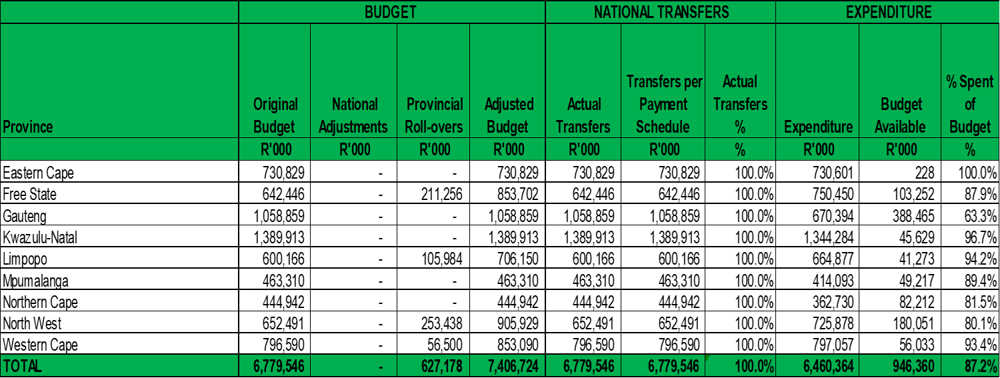 BUDGET NATIONAL TRANSFERS EXPENDITURE
Province Original Budget National Adjustments Provincial Roll-overs Adjusted Budget Actual Transfers Transfers per Payment Schedule Actual Transfers % Expenditure Budget Available % Spent of Budget
R'000 R'000 R'000 R'000 R'000 R'000 % R'000 R'000 %
Eastern Cape 730,829 - - 730,829 730,829 730,829 100.0% 730,601 228 100.0%
Free State 642,446 - 211,256 853,702 642,446 642,446 100.0% 750,450 103,252 87.9%
Gauteng 1,058,859 - - 1,058,859 1,058,859 1,058,859 100.0% 670,394 388,465 63.3%
Kwazulu-Natal 1,389,913 - - 1,389,913 1,389,913 1,389,913 100.0% 1,344,284 45,629 96.7%
Limpopo 600,166 - 105,984 706,150 600,166 600,166 100.0% 664,877 41,273 94.2%
Mpumalanga 463,310 - - 463,310 463,310 463,310 100.0% 414,093 49,217 89.4%
Northern Cape 444,942 - - 444,942 444,942 444,942 100.0% 362,730 82,212 81.5%
North West 652,491 - 253,438 905,929 652,491 652,491 100.0% 725,878 180,051 80.1%
Western Cape 796,590 - 56,500 853,090 796,590 796,590 100.0% 797,057 56,033 93.4%
TOTAL 6,779,546 - 627,178 7,406,724 6,779,546 6,779,546 100.0% 6,460,364 946,360 87.2%